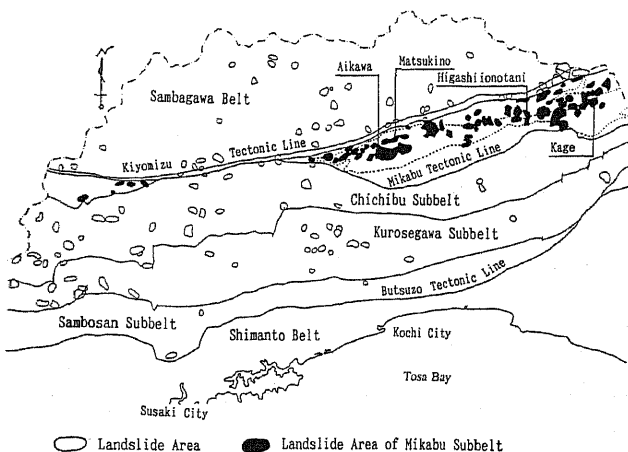 Aikawa
Matsukino
Higashiionotani
Sambagawa Belt
Kiyomizu Tectonic Line
Mikabu Tectonic Line
Kage
Chichibu Subbelt
Kurosegawa Subbelt
Butsuzo Tectonic Line
Sambosan Subbelt
Shimanto Belt
Kochi City
Tosa Bay
Susaki City
Landslide Area
Landslide Area of Mikabu Subbelt